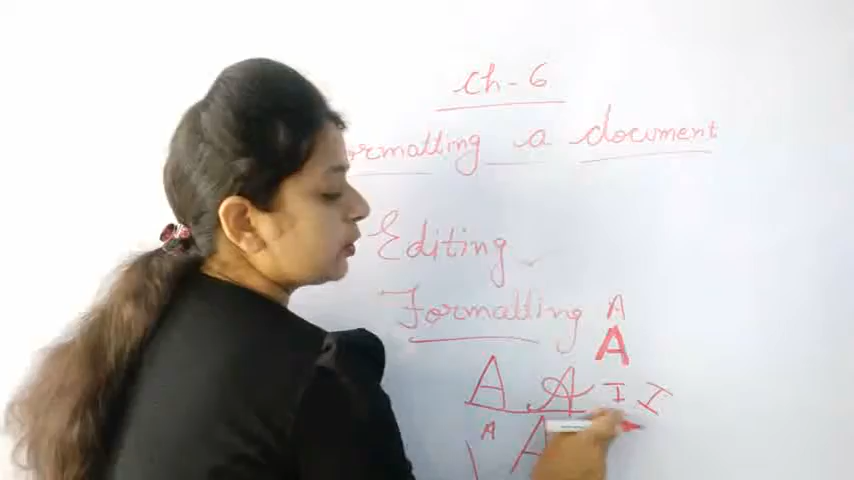 Ch-6
ormatting a document
Editing
Formatting A
A
A A I I
A A